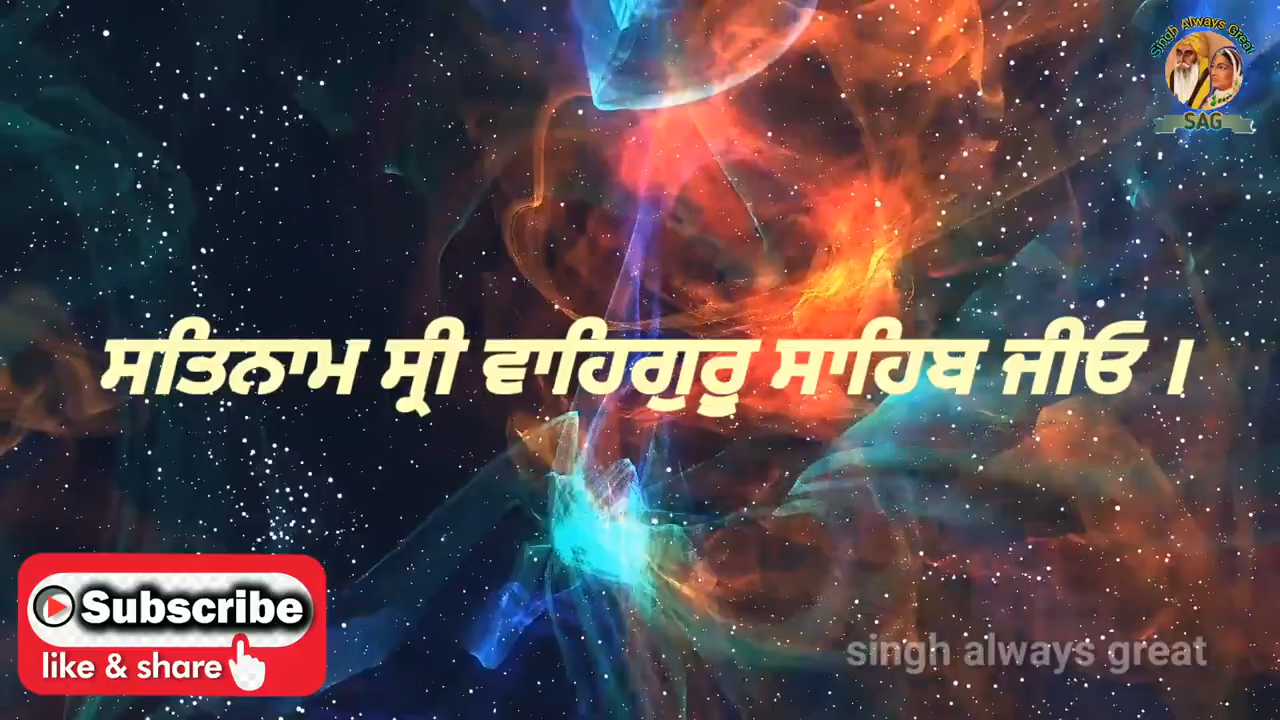 Singh Always Great
SAG
ਸਤਿਨਾਮ ਸ੍ਰੀ ਵਾਹਿਗੁਰੂ ਸਾਹਿਬ ਜੀਓ ।
Subscribe
like & share
singh always great